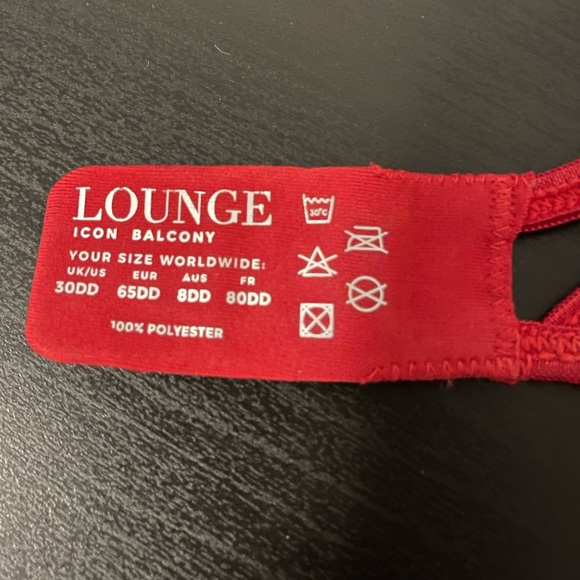 LOUNGE
ICON BALCONY
YOUR SIZE WORLDWIDE:
UK/US EUR AUS FR
30DD 65DD 8DD 80DD
100% POLYESTER
30°C